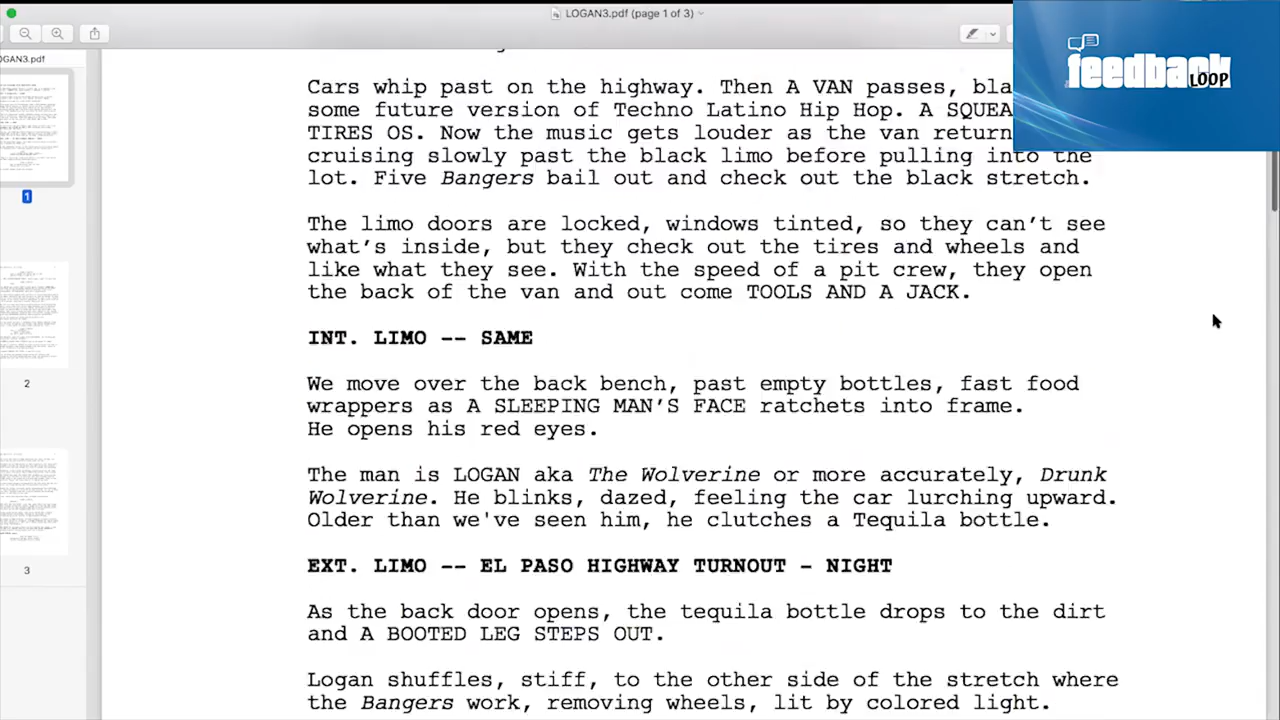 LOGAN3.pdf (page 1 of 3)
OGAN3.pdf
feedback
LOOP
Cars whip past on the highway. Then A VAN passes,
some future version of Techno Latino Hip Hop. A
TIRES OS. Now the music gets louder as the van
cruising slowly past the black limo before pulling into the
lot. Five Bangers bail out and check out the black stretch.
The limo doors are locked, windows tinted, so they can't see
what's inside, but they check out the tires and wheels and
like what they see. With the speed of a pit crew, they open
the back of the van and out come TOOLS AND A JACK.
INT. LIMO -- SAME
We move over the back bench, past empty bottles, fast food
wrappers as A SLEEPING MAN'S FACE ratchets into frame.
He opens his red eyes.
The man is LOGAN aka The Wolverine or more accurately, Drunk
Wolverine. He blinks, dazed, feeling the car lurching upward.
Older than we've seen him, he clutches a Tequila bottle.
EXT. LIMO -- EL PASO HIGHWAY TURNOUT – NIGHT
As the back door opens, the tequila bottle drops to the dirt
and A BOOTED LEG STEPS OUT.
Logan shuffles, stiff, to the other side of the stretch where
the Bangers work, removing wheels, lit by colored light.
1
2
3